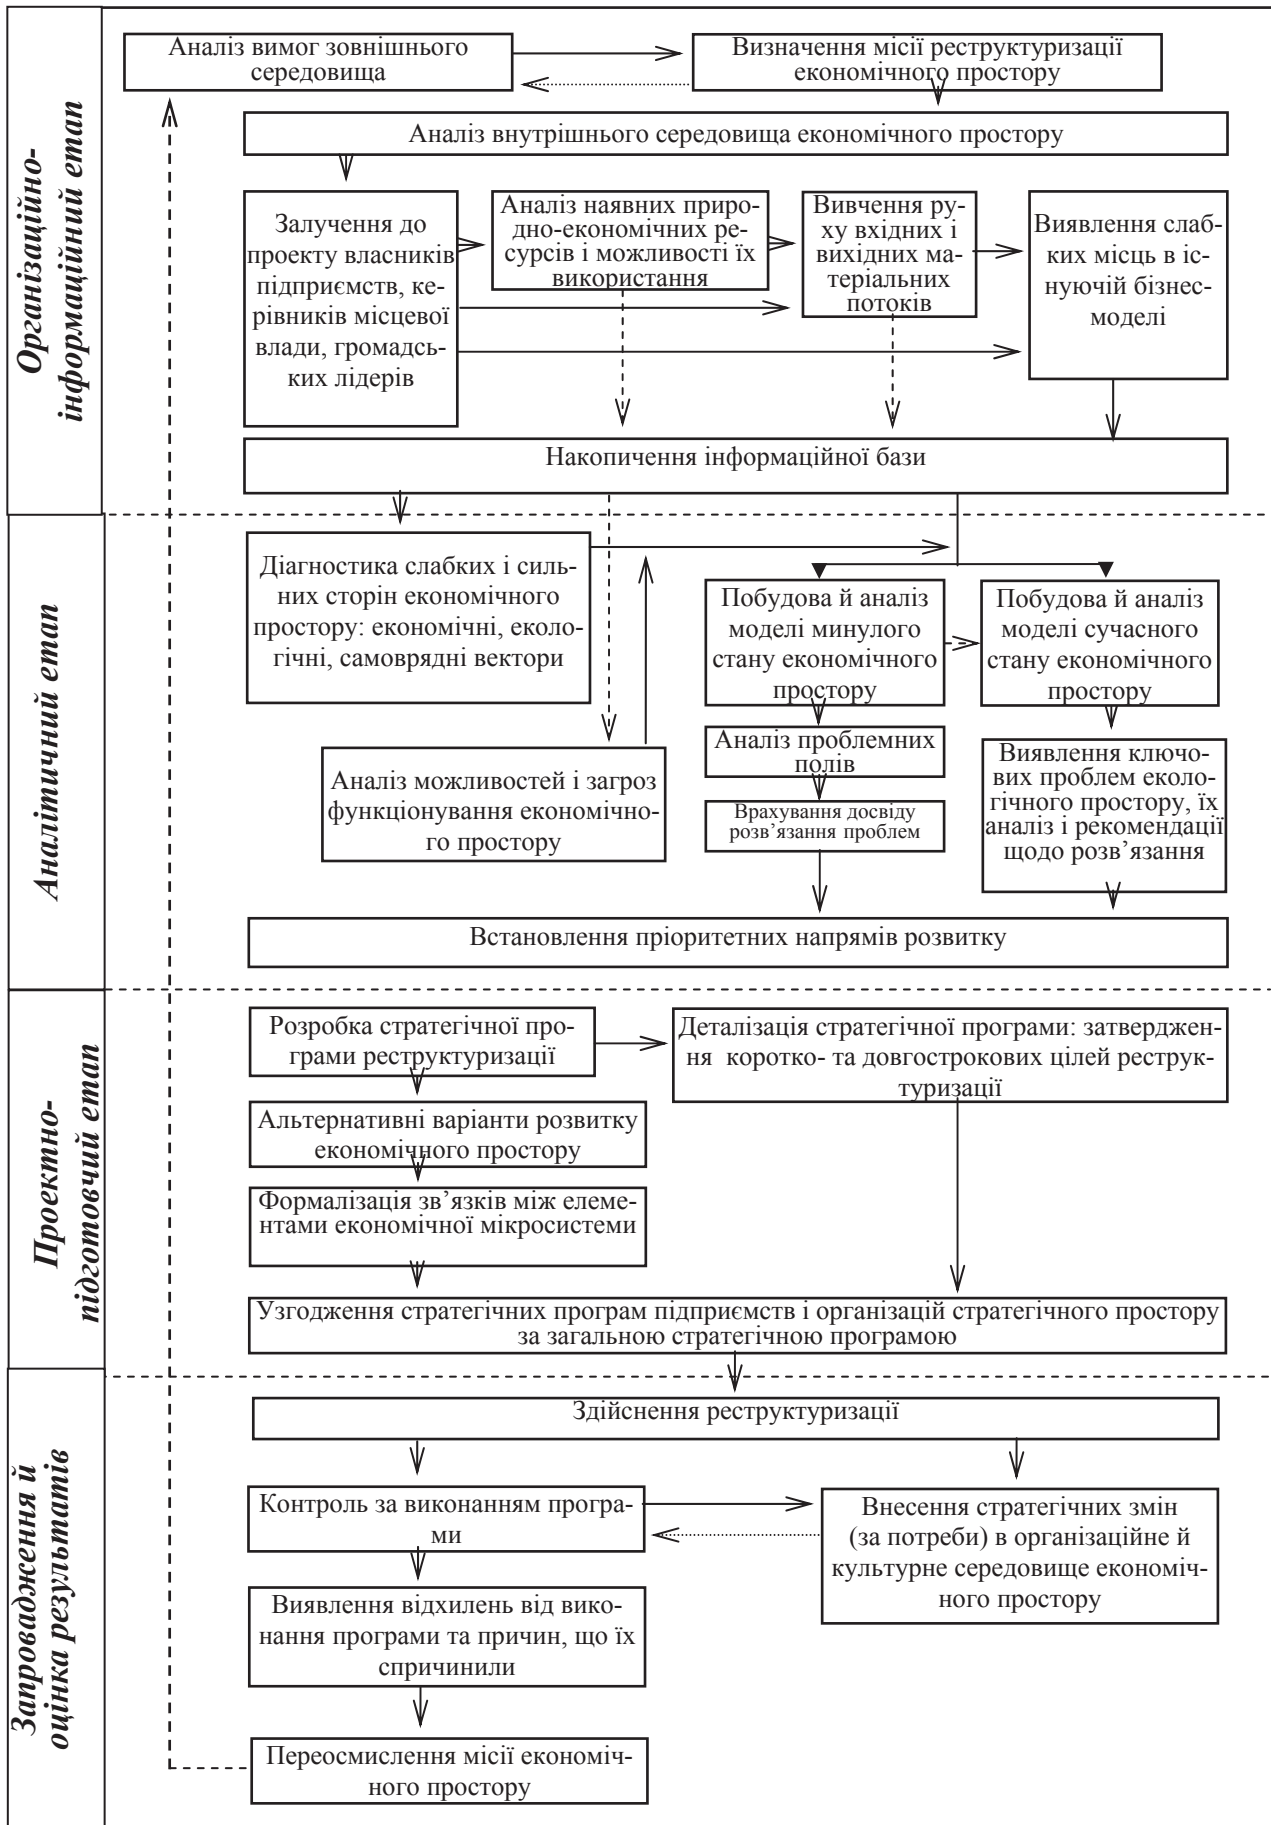 Організаційно-
інформаційний етап
Аналіз вимог зовнішнього
середовища
Визначення місії реструктуризації
економічного простору
Аналіз внутрішнього середовища економічного простору
Залучення до
проекту власників
підприємств, ке-
рівників місцевої
влади, громадсь-
ких лідерів
Аналіз наявних приро-
дно-економічних ре-
сурсів і можливості їх
використання
Вивчення ру-
ху вхідних і
вихідних ма-
теріальних
потоків
Виявлення слаб-
ких місць в іс-
нуючій бізнес-
моделі
Накопичення інформаційної бази
Аналітичний етап
Діагностика слабких і силь-
них сторін економічного
простору: економічні, еколо-
гічні, самоврядні вектори
Аналіз можливостей і загроз
функціонування економічно-
го простору
Побудова й аналіз
моделі минулого
стану економічного
простору
Побудова й аналіз
моделі сучасного
стану економічного
простору
Аналіз проблемних
полів
Врахування досвіду
розв’язання проблем
Виявлення ключо-
вих проблем еколо-
гічного простору, їх
аналіз і рекомендації
щодо розв’язання
Встановлення пріоритетних напрямів розвитку
Проектно-
підготовчий етап
Розробка стратегічної про-
грами реструктуризації
Деталізація стратегічної програми: затверджен-
ня коротко- та довгострокових цілей реструк-
туризації
Альтернативні варіанти розвитку
економічного простору
Формалізація зв’язків між елеме-
нтами економічної мікросистеми
Узгодження стратегічних програм підприємств і організацій стратегічного простору
за загальною стратегічною програмою
Запровадження й
оцінка результатів
Здійснення реструктуризації
Контроль за виконанням програ-
ми
Внесення стратегічних змін
(за потреби) в організаційне й
культурне середовище економіч-
ного простору
Виявлення відхилень від вико-
нання програми та причин, що їх
спричинили
Переосмислення місії економіч-
ного простору